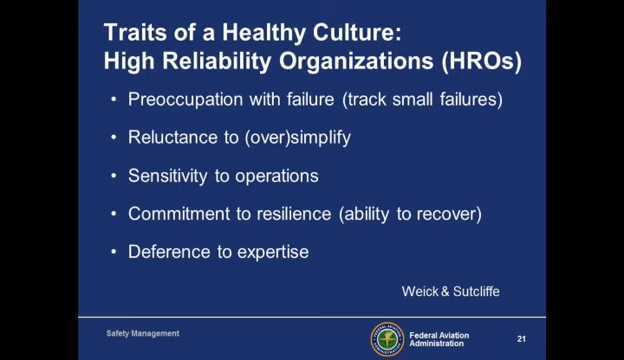 Traits of a Healthy Culture:
High Reliability Organizations (HROs)
• Preoccupation with failure (track small failures)
• Reluctance to (over)simplify
• Sensitivity to operations
• Commitment to resilience (ability to recover)
• Deference to expertise
Weick & Sutcliffe
Safety Management
Federal Aviation
Administration
21